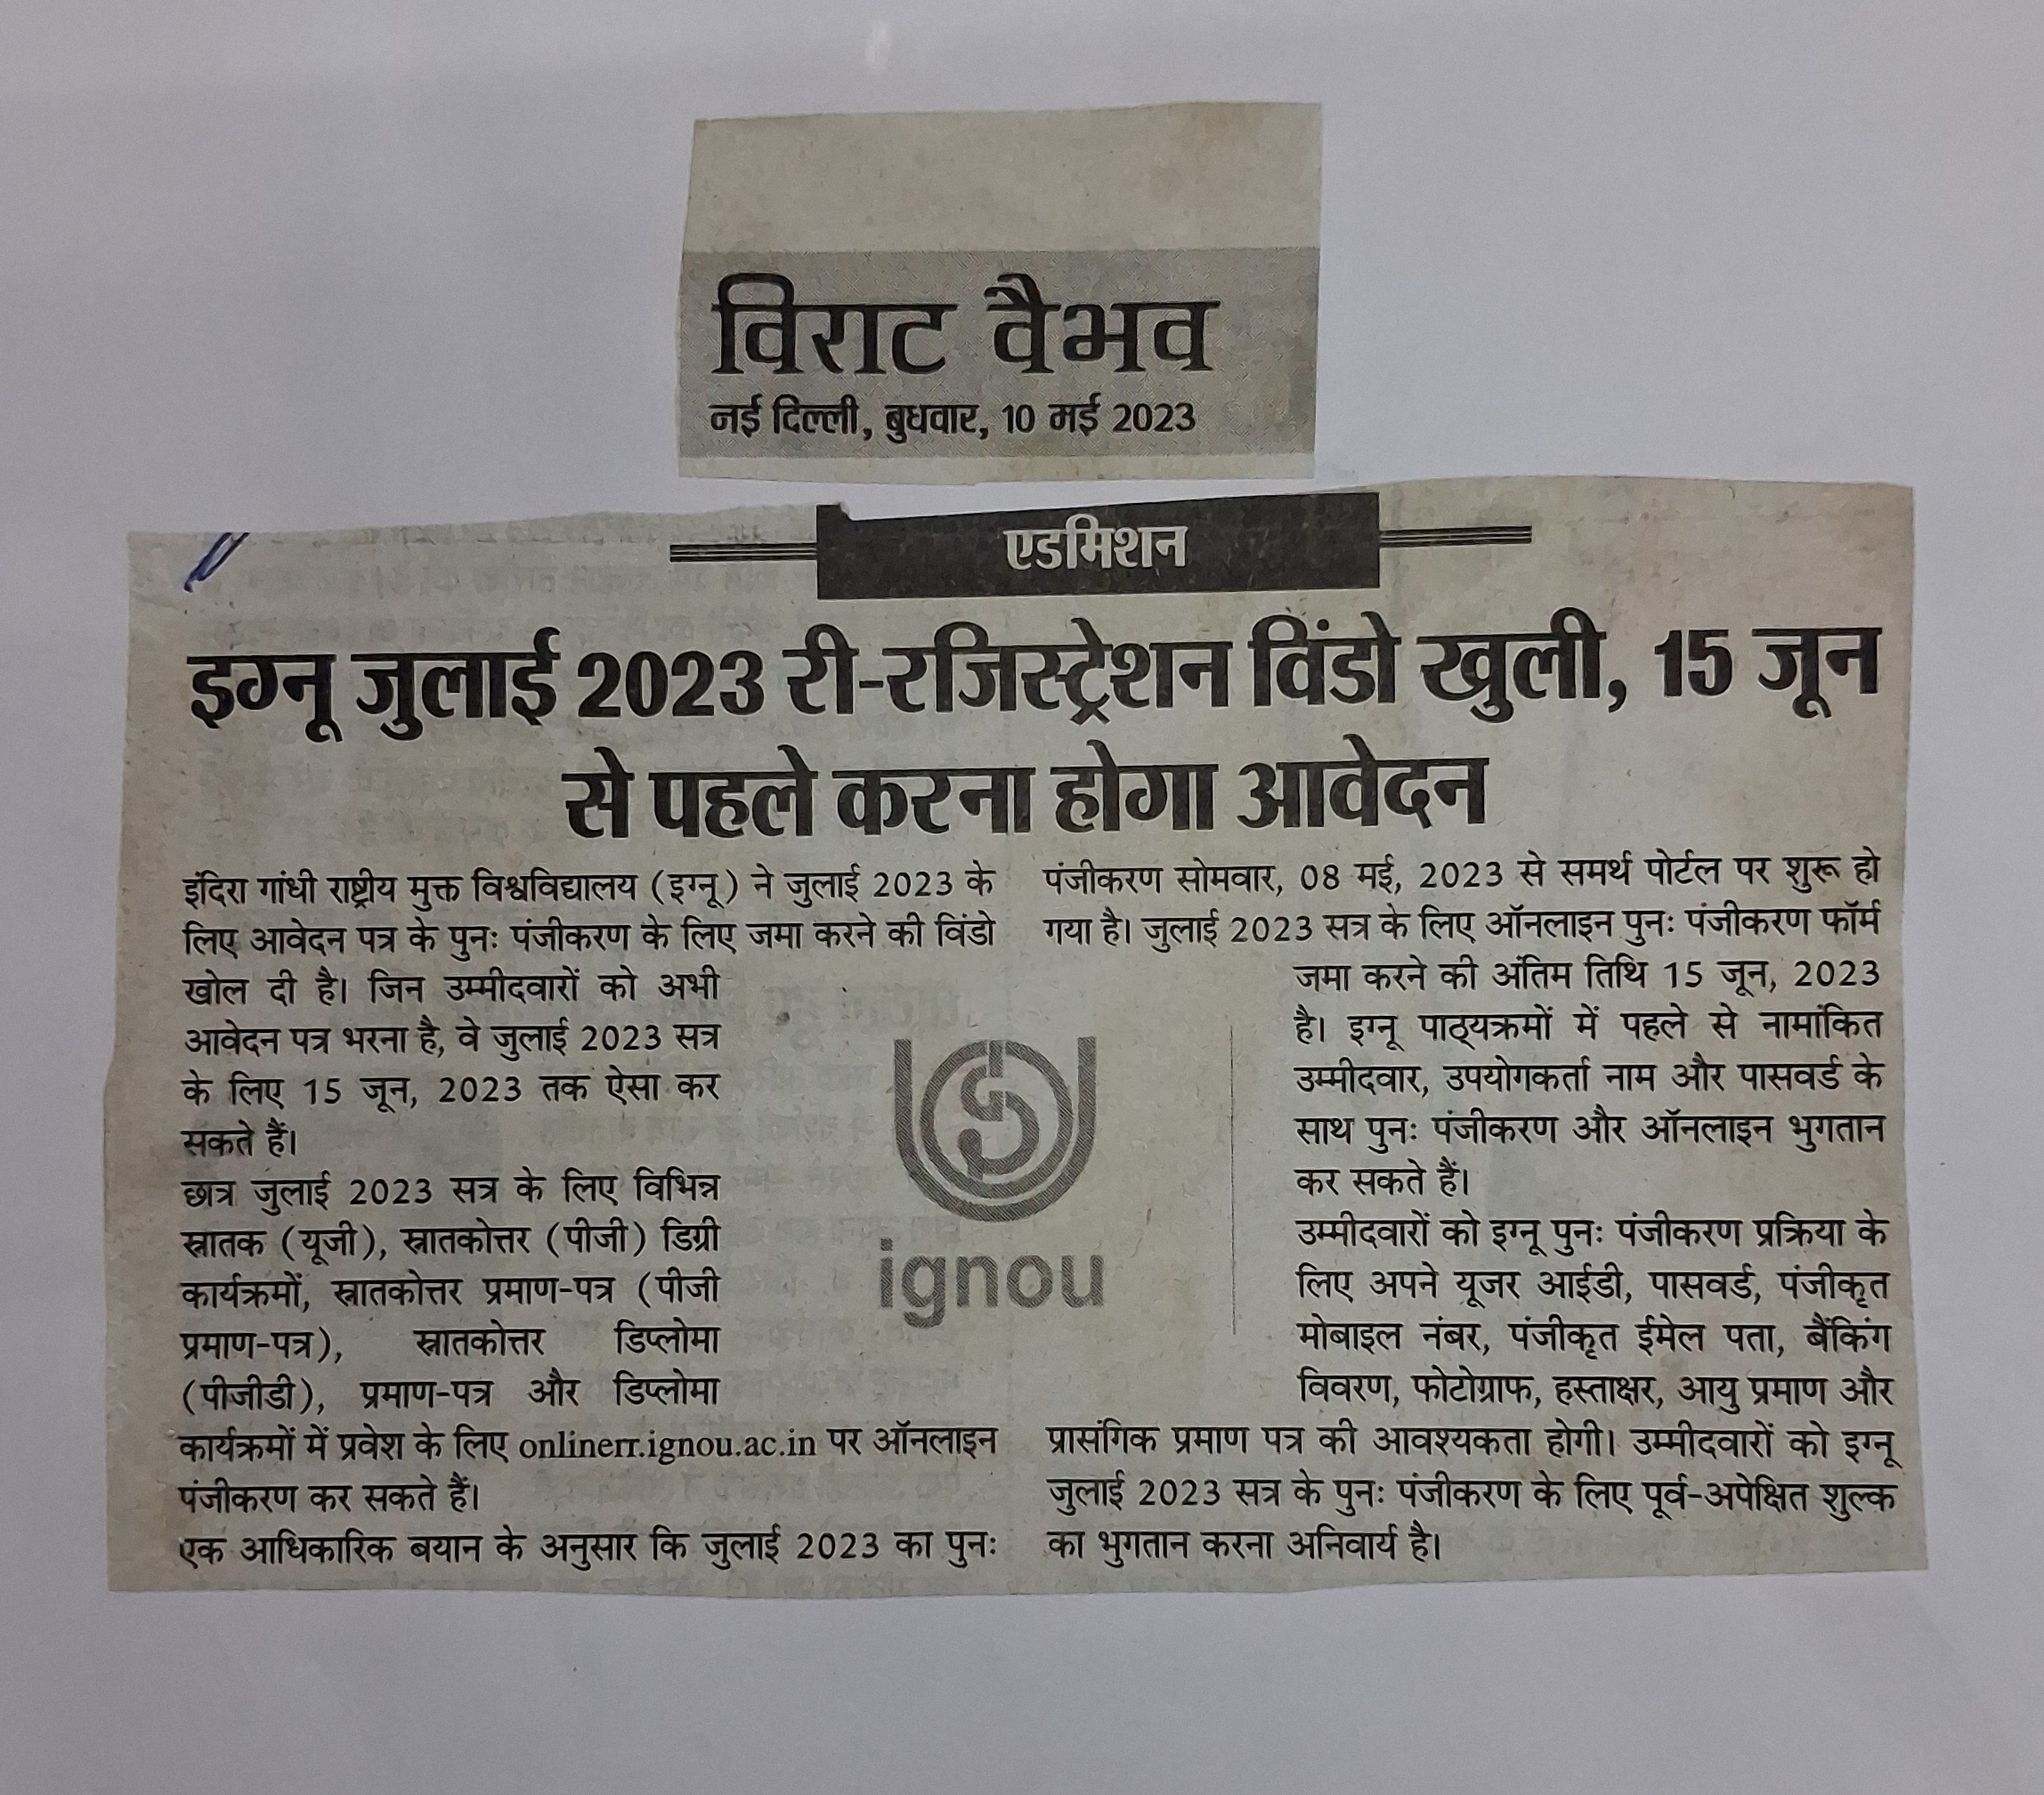 विराट वैभव
नई दिल्ली, बुधवार, 10 मई 2023
एडमिशन
इग्नू जुलाई 2023 री-रजिस्ट्रेशन विंडो खुली, 15 जून
से पहले करना होगा आवेदन
इंदिरा गांधी राष्ट्रीय मुक्त विश्वविद्यालय (इग्नू) ने जुलाई 2023 के
लिए आवेदन पत्र के पुनः पंजीकरण के लिए जमा करने की विंडो
खोल दी है। जिन उम्मीदवारों को अभी
आवेदन पत्र भरना है, वे जुलाई 2023 सत्र
के लिए 15 जून, 2023 तक ऐसा कर
सकते हैं।
छात्र जुलाई 2023 सत्र के लिए विभिन्न
स्नातक (यूजी), स्नातकोत्तर (पीजी) डिग्री
कार्यक्रमों, स्नातकोत्तर प्रमाण-पत्र (पीजी
प्रमाण-पत्र), स्नातकोत्तर डिप्लोमा
(पीजीडी), प्रमाण-पत्र और डिप्लोमा
कार्यक्रमों में प्रवेश के लिए onlinerr.ignou.ac.in पर ऑनलाइन
पंजीकरण कर सकते हैं।
एक आधिकारिक बयान के अनुसार कि जुलाई 2023 का पुनः
ignou
पंजीकरण सोमवार, 08 मई, 2023 से समर्थ पोर्टल पर शुरू हो
गया है। जुलाई 2023 सत्र के लिए ऑनलाइन पुनः पंजीकरण फॉर्म
जमा करने की अंतिम तिथि 15 जून, 2023
है। इग्नू पाठ्यक्रमों में पहले से नामांकित
उम्मीदवार, उपयोगकर्ता नाम और पासवर्ड के
साथ पुनः पंजीकरण और ऑनलाइन भुगतान
कर सकते हैं।
उम्मीदवारों को इग्नू पुनः पंजीकरण प्रक्रिया के
लिए अपने यूजर आईडी, पासवर्ड, पंजीकृत
मोबाइल नंबर, पंजीकृत ईमेल पता, बैंकिंग
विवरण, फोटोग्राफ, हस्ताक्षर, आयु प्रमाण और
प्रासंगिक प्रमाण पत्र की आवश्यकता होगी। उम्मीदवारों को इग्नू
जुलाई 2023 सत्र के पुनः पंजीकरण के लिए पूर्व-अपेक्षित शुल्क
का भुगतान करना अनिवार्य है।